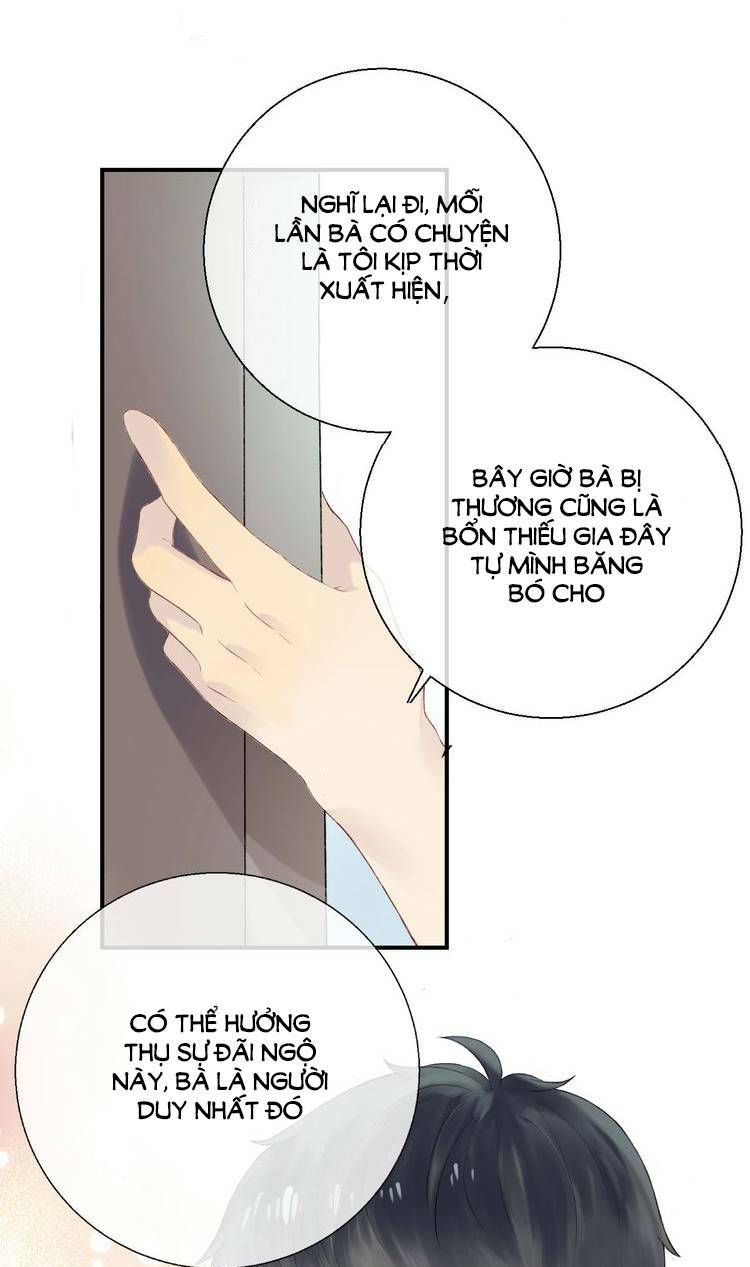 NGHĨ LẠI ĐI, MỖI
LẦN BÀ CÓ CHUYỆN
LÀ TÔI KỊP THỜI
XUẤT HIỆN,
BÂY GIỜ BÀ BỊ
THƯƠNG CŨNG LÀ
BỔN THIẾU GIA ĐÂY
TỰ MÌNH BĂNG
BÓ CHO
CÓ THỂ HƯỞNG
THỤ SỰ ĐÃI NGỘ
NÀY, BÀ LÀ NGƯỜI
DUY NHẤT ĐÓ